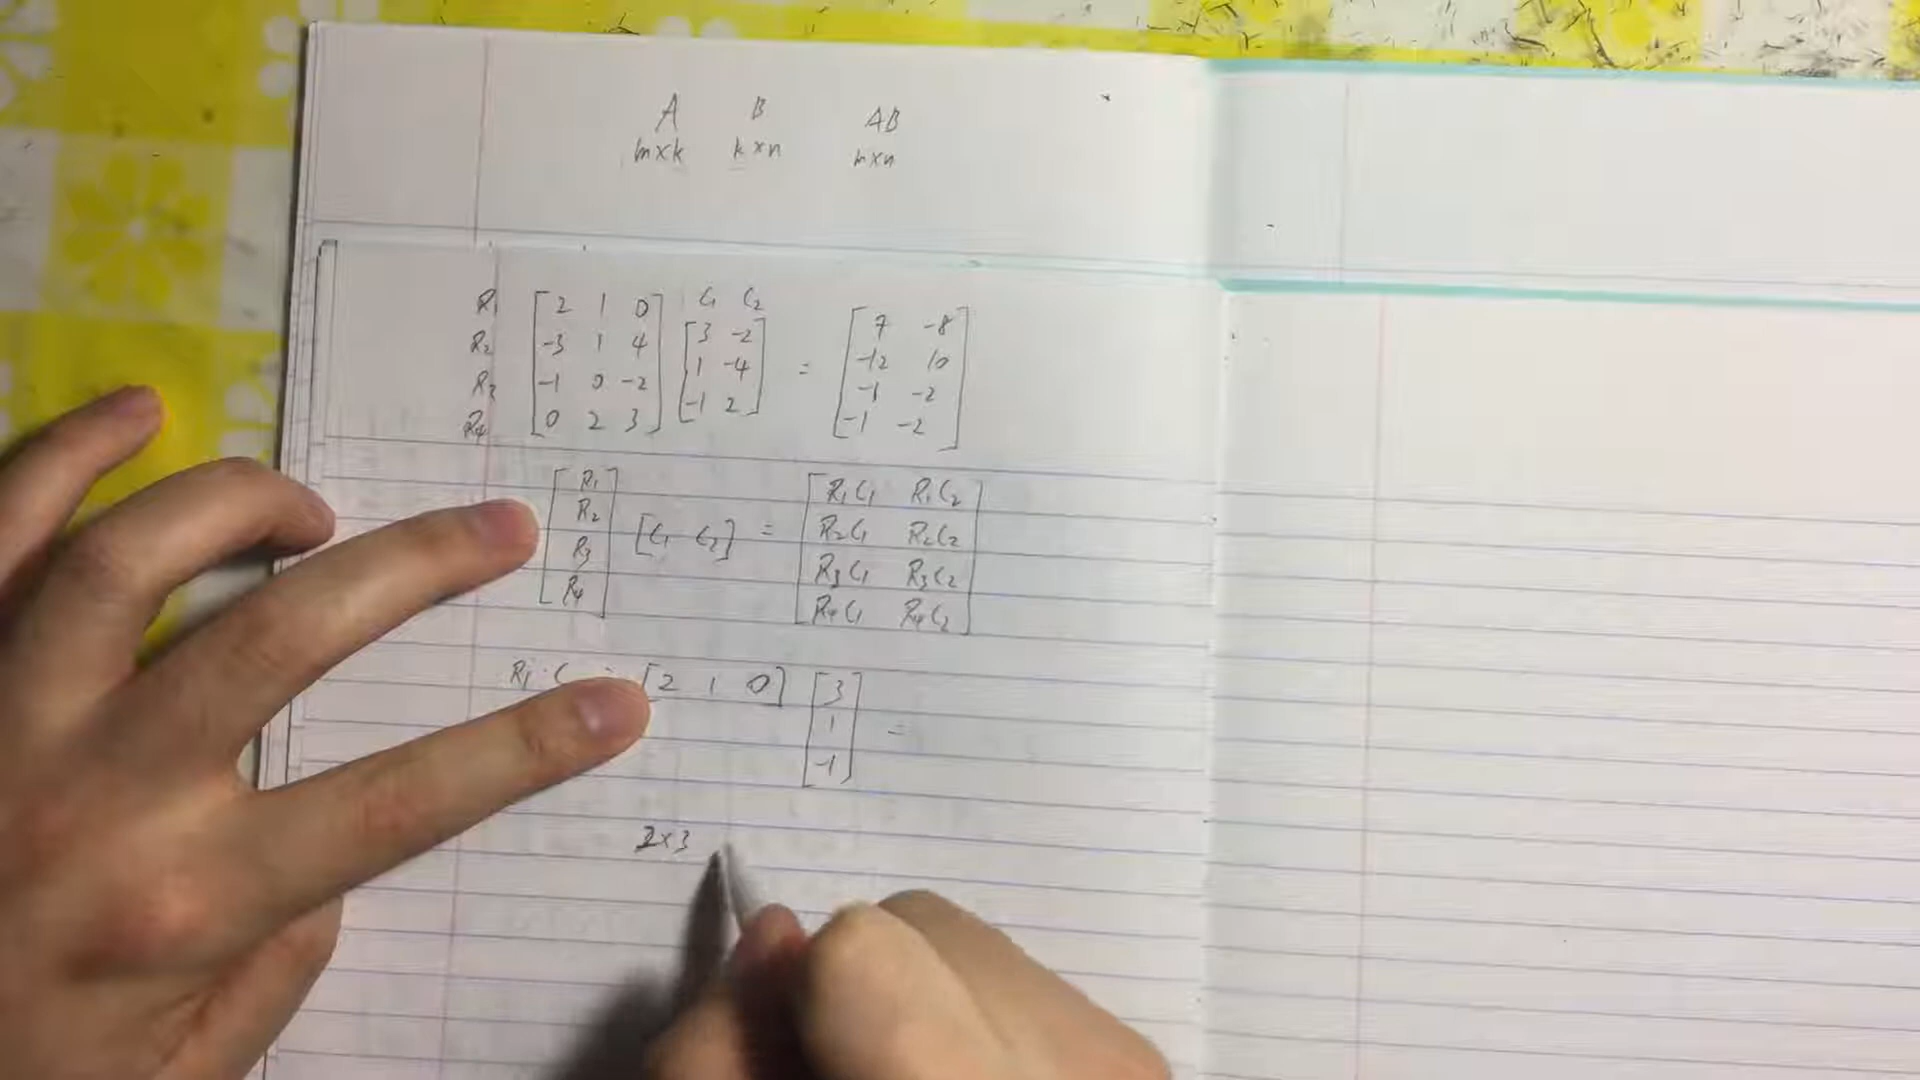 A B AB
m×k k×n m×n
C₁ C₂
R₁ [ 2 1 0 ] [ 3 -2 ] [ 7 -8 ]
R₂ [ -3 1 4 ] [ 1 -4 ] = [ -12 10 ]
R₃ [ -1 0 -2 ] [ -1 2 ] [ -1 -2 ]
R₄ [ 0 2 3 ] [ -1 -2 ]
[ R₁ ] [ R₁C₁ R₁C₂ ]
[ R₂ ] [ C₁ C₂ ] = [ R₂C₁ R₂C₂ ]
[ R₃ ] [ R₃C₁ R₃C₂ ]
[ R₄ ] [ R₄C₁ R₄C₂ ]
R₁ · C [ 2 1 0 ] [ 3 ]
[ 1 ] =
[ -1 ]
2×3